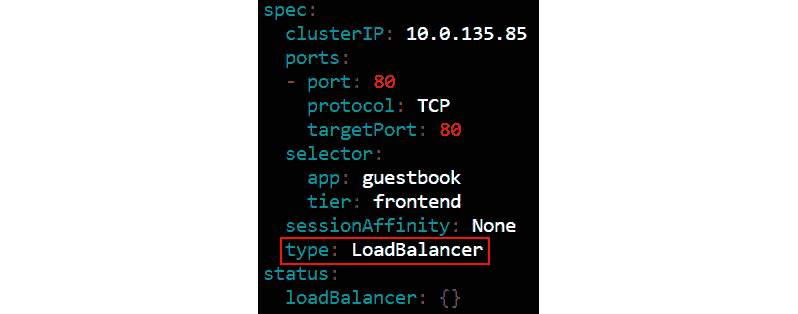 spec:
  clusterIP: 10.0.135.85
  ports:
  - port: 80
    protocol: TCP
    targetPort: 80
  selector:
    app: guestbook
    tier: frontend
  sessionAffinity: None
  type: LoadBalancer
status:
  loadBalancer: {}